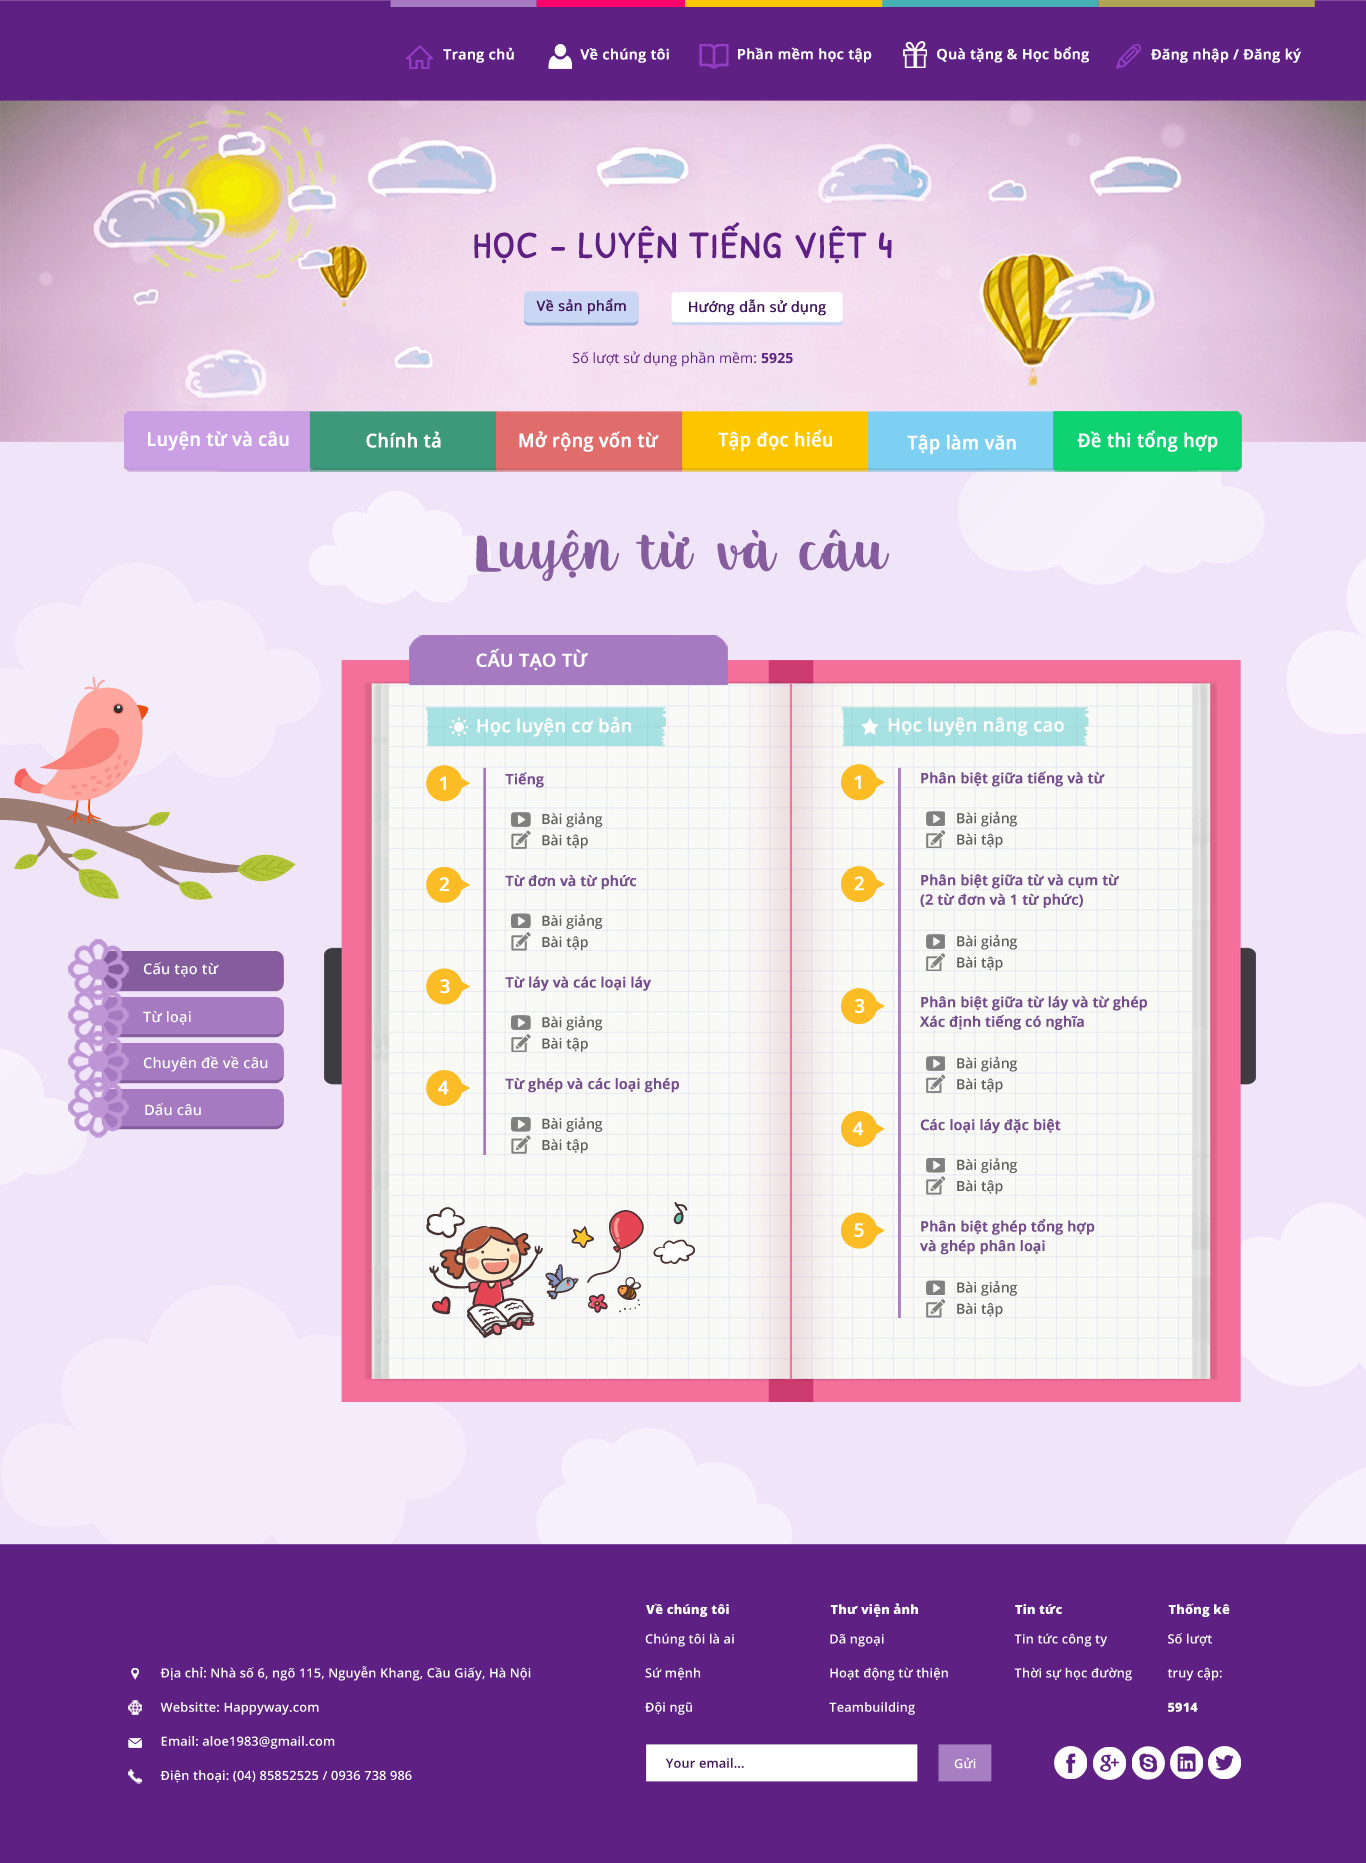 Trang chủ
Về chúng tôi
Phần mềm học tập
Quà tặng & Học bổng
Đăng nhập / Đăng ký
HỌC – LUYỆN TIẾNG VIỆT 4
Về sản phẩm
Hướng dẫn sử dụng
Số lượt sử dụng phần mềm: 5925
Luyện từ và câu
Chính tả
Mở rộng vốn từ
Tập đọc hiểu
Tập làm văn
Đề thi tổng hợp
Luyện từ và câu
CẤU TẠO TỪ
Học luyện cơ bản
1
Tiếng
Bài giảng
Bài tập
2
Từ đơn và từ phức
Bài giảng
Bài tập
3
Từ láy và các loại láy
Bài giảng
Bài tập
4
Từ ghép và các loại ghép
Bài giảng
Bài tập
Học luyện nâng cao
1
Phân biệt giữa tiếng và từ
Bài giảng
Bài tập
2
Phân biệt giữa từ và cụm từ
(2 từ đơn và 1 từ phức)
Bài giảng
Bài tập
3
Phân biệt giữa từ láy và từ ghép
Xác định tiếng có nghĩa
Bài giảng
Bài tập
4
Các loại láy đặc biệt
Bài giảng
Bài tập
5
Phân biệt ghép tổng hợp
và ghép phân loại
Bài giảng
Bài tập
Cấu tạo từ
Từ loại
Chuyên đề về câu
Dấu câu
Địa chỉ: Nhà số 6, ngõ 115, Nguyễn Khang, Cầu Giấy, Hà Nội
Websitte: Happyway.com
Email: aloe1983@gmail.com
Điện thoại: (04) 85852525 / 0936 738 986
Về chúng tôi
Chúng tôi là ai
Sứ mệnh
Đội ngũ
Thư viện ảnh
Dã ngoại
Hoạt động từ thiện
Teambuilding
Tin tức
Tin tức công ty
Thời sự học đường
Thống kê
Số lượt
truy cập:
5914
Your email...
Gửi